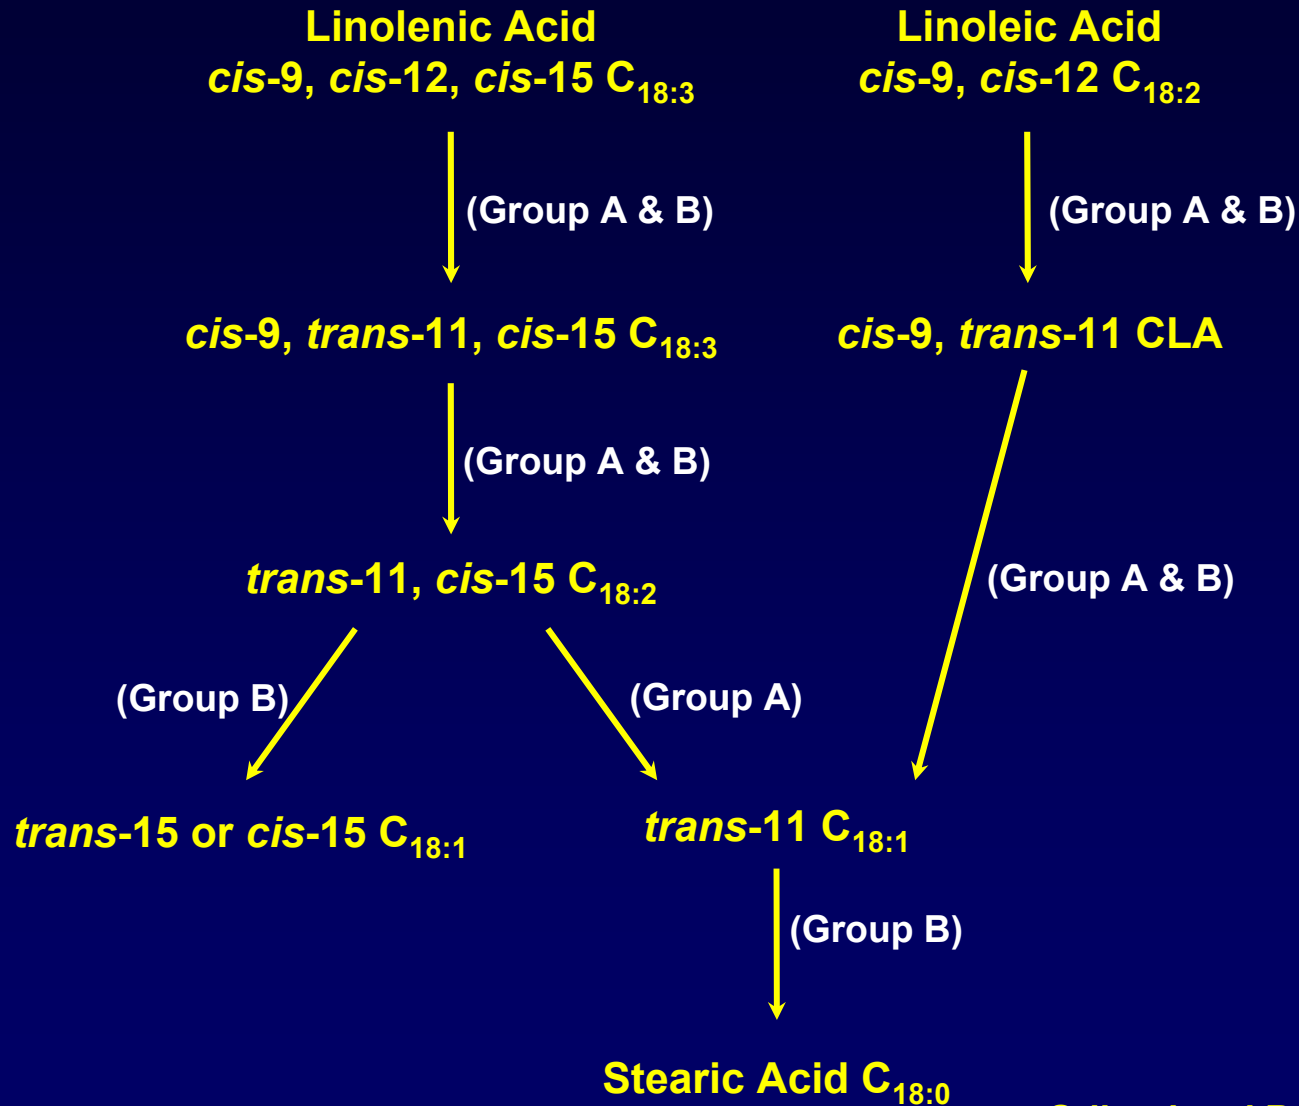 Linolenic Acid
cis-9, cis-12, cis-15 C18:3
Linoleic Acid
cis-9, cis-12 C18:2
(Group A & B)
(Group A & B)
cis-9, trans-11, cis-15 C18:3
cis-9, trans-11 CLA
(Group A & B)
trans-11, cis-15 C18:2
(Group A & B)
(Group B)
(Group A)
trans-15 or cis-15 C18:1
trans-11 C18:1
(Group B)
Stearic Acid C18:0